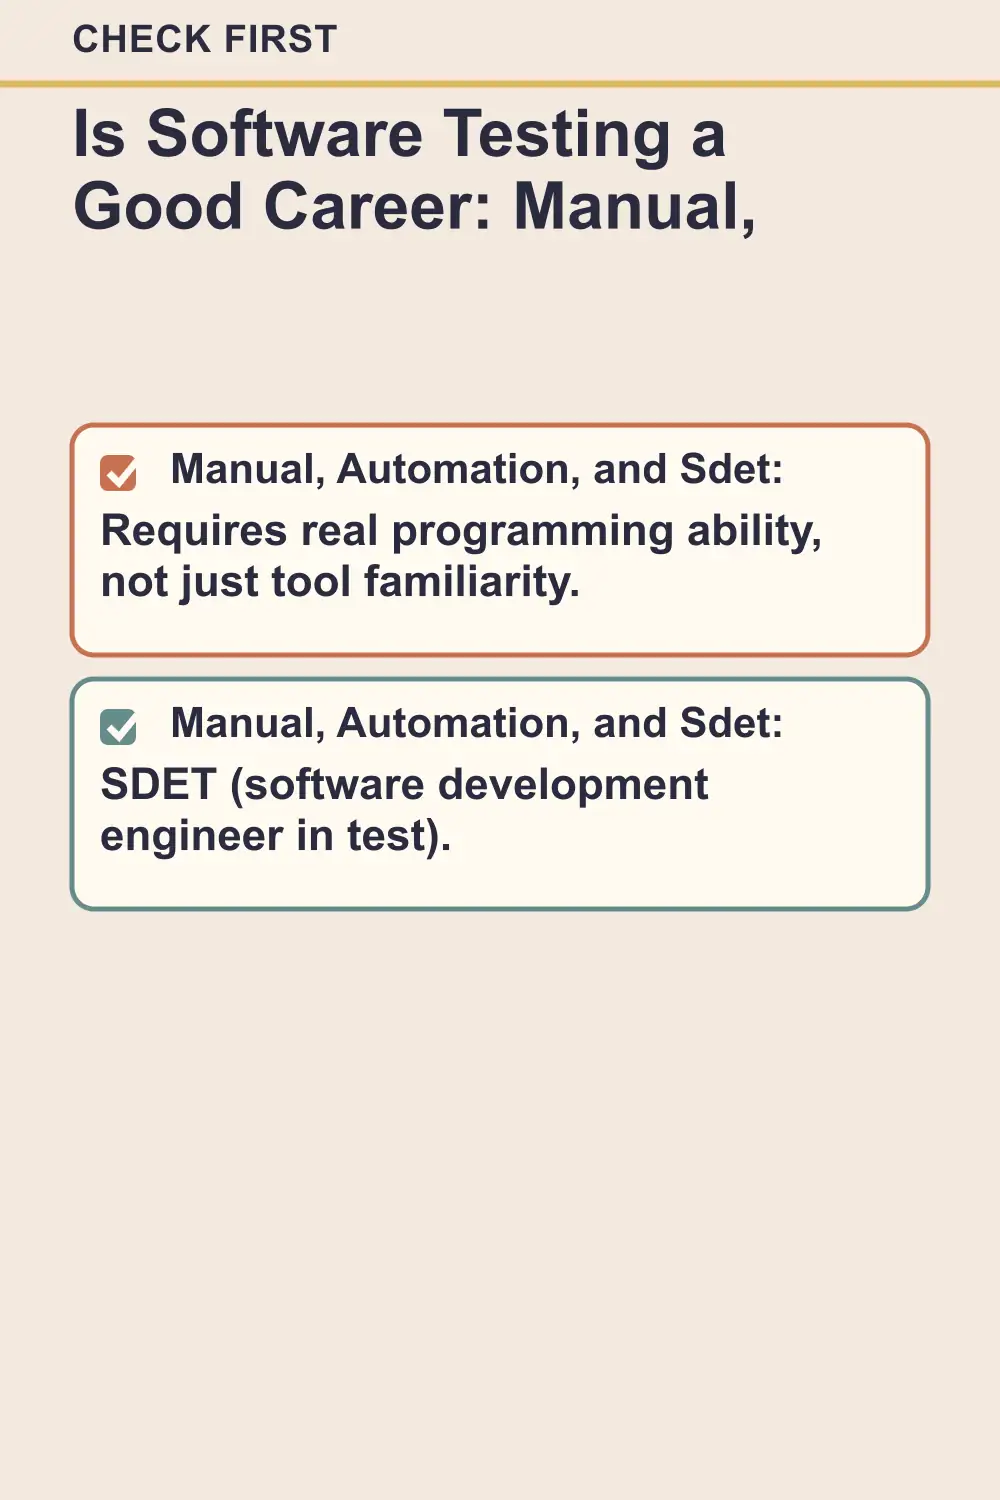 CHECK FIRST
Is Software Testing a
Good Career: Manual,
Manual, Automation, and Sdet:
Requires real programming ability,
not just tool familiarity.
Manual, Automation, and Sdet:
SDET (software development
engineer in test).